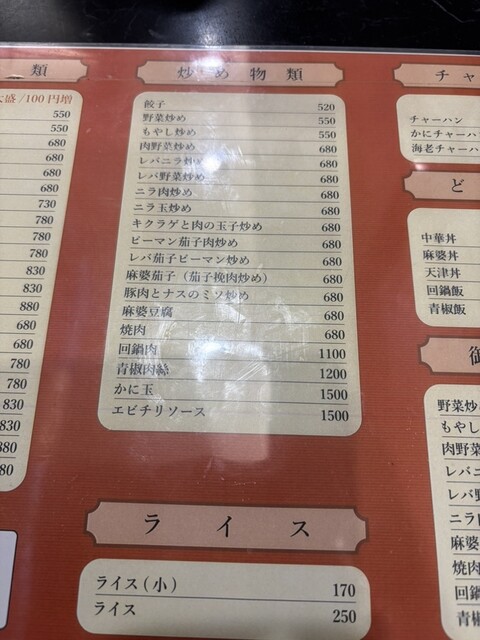 類
大盛/100円増
550
550
680
680
680
730
780
780
780
830
830
880
680
680
780
780
830
830
880
炒め物類
餃子 520
野菜炒め 550
もやし炒め 550
肉野菜炒め 680
レバニラ炒め 680
レバ野菜炒め 680
ニラ肉炒め 680
ニラ玉炒め 680
キクラゲと肉の玉子炒め 680
ピーマン茄子肉炒め 680
レバ茄子ピーマン炒め 680
麻婆茄子(茄子挽肉炒め) 680
豚肉とナスのミソ炒め 680
麻婆豆腐 680
焼肉 680
回鍋肉 1100
青椒肉絲 1200
かに玉 1500
エビチリソース 1500
ライス
ライス(小) 170
ライス 250
チャ
チャーハン
かにチャーハン
海老チャーハ
ど
中華丼
麻婆丼
天津丼
回鍋飯
青椒飯
御
野菜炒め
もやし
肉野菜
レバニ
レバ野
ニラ
麻婆
焼肉
回鍋
青椒